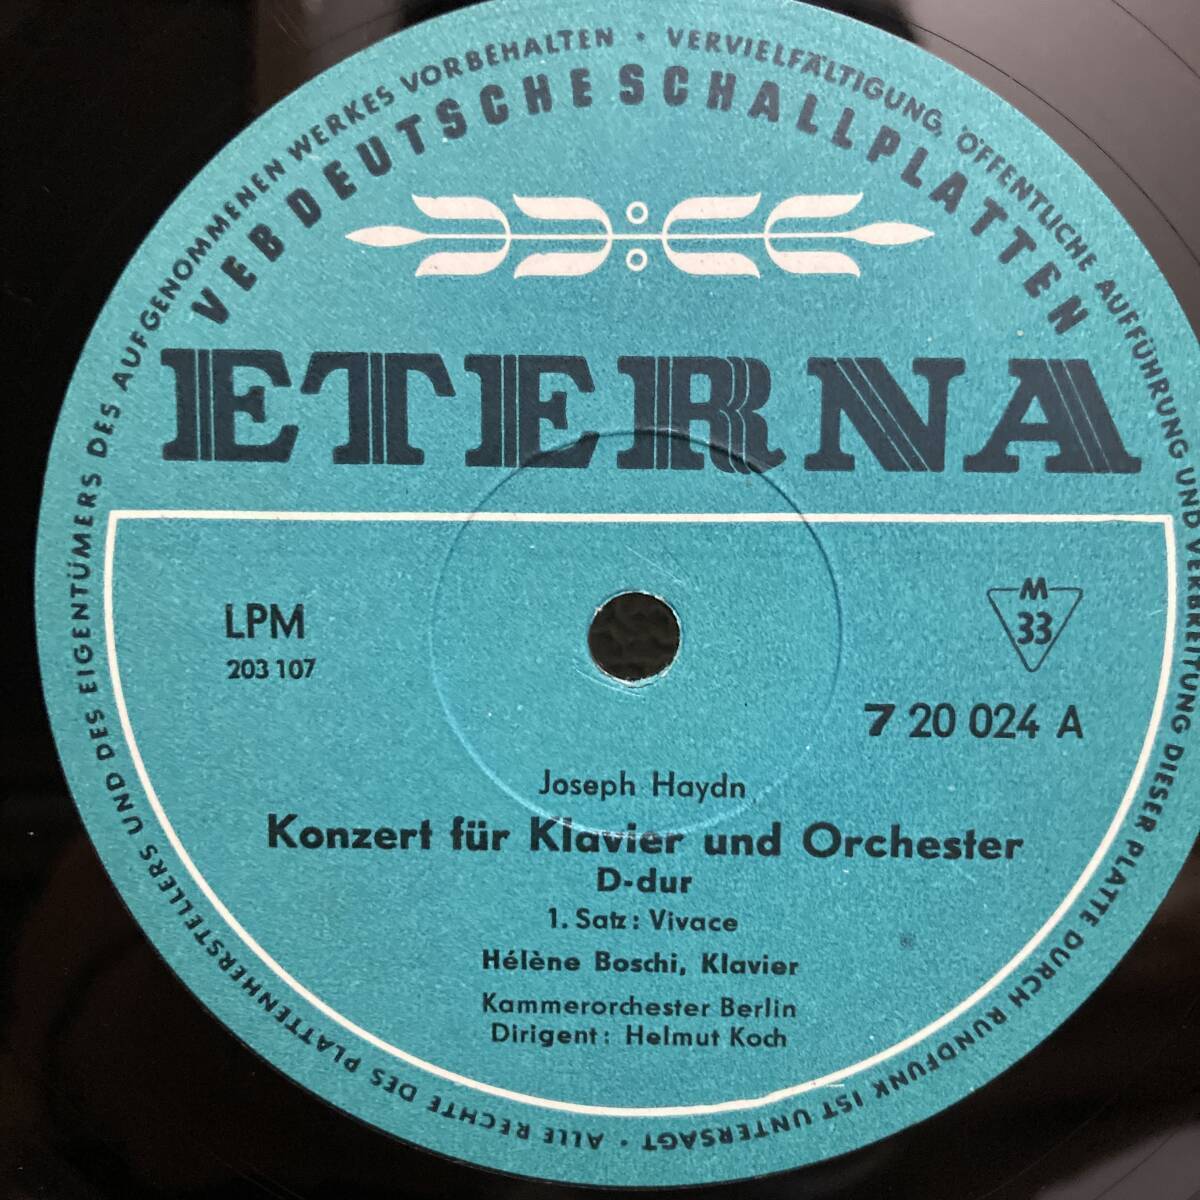 ALLE RECHTE DES PLATTENHERSTELLERS UND DES EIGENTÜMERS DES AUFGENOMMENEN WERKES VORBEHALTEN · VERVIELFÄLTIGUNG, ÖFFENTLICHE AUFFÜHRUNG UND VERBREITUNG DIESER PLATTE DURCH RUNDFUNK IST UNTERSAGT ·
VEB DEUTSCHE SCHALLPLATTEN
ETERNA
LPM
203 107
M
33
7 20 024 A
Joseph Haydn
Konzert für Klavier und Orchester
D-dur
1. Satz: Vivace
Hélène Boschi, Klavier
Kammerorchester Berlin
Dirigent: Helmut Koch